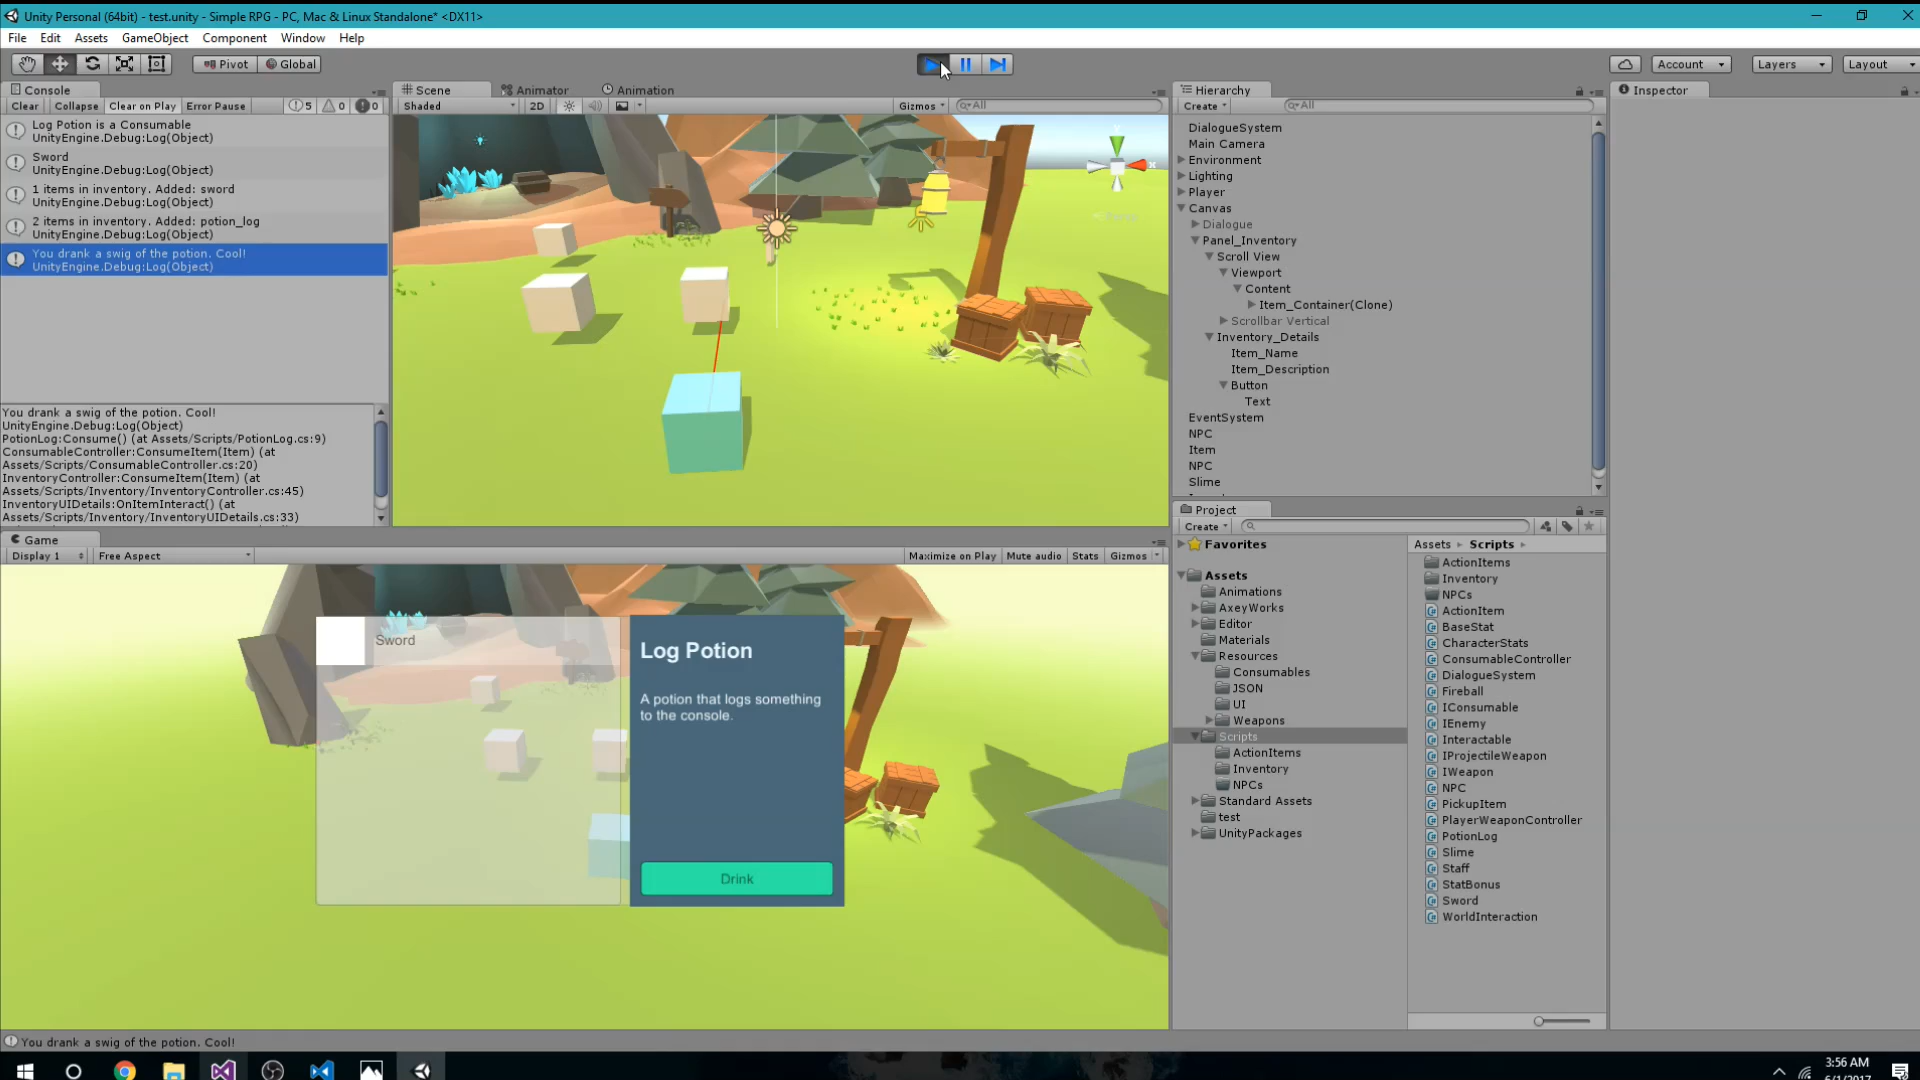 Unity Personal (64bit) - test.unity - Simple RPG - PC, Mac & Linux Standalone* <DX11>
File Edit Assets GameObject Component Window Help
Pivot Global Account Layers Layout
Console
Clear Collapse Clear on Play Error Pause 5 0 0
Log Potion is a Consumable
UnityEngine.Debug:Log(Object)
Sword
UnityEngine.Debug:Log(Object)
1 items in inventory. Added: sword
UnityEngine.Debug:Log(Object)
2 items in inventory. Added: potion_log
UnityEngine.Debug:Log(Object)
You drank a swig of the potion. Cool!
UnityEngine.Debug:Log(Object)
You drank a swig of the potion. Cool!
UnityEngine.Debug:Log(Object)
PotionLog:Consume() (at Assets/Scripts/PotionLog.cs:9)
ConsumableController:ConsumeItem(Item) (at
Assets/Scripts/ConsumableController.cs:20)
InventoryController:ConsumeItem(Item) (at
Assets/Scripts/Inventory/InventoryController.cs:45)
InventoryUIDetails:OnItemInteract() (at
Assets/Scripts/Inventory/InventoryUIDetails.cs:33)
Scene Animator Animation
Shaded 2D Gizmos All
Game
Display 1 Free Aspect Maximize on Play Mute audio Stats Gizmos
Sword
Log Potion
A potion that logs something
to the console.
Drink
Hierarchy
Create All
DialogueSystem
Main Camera
Environment
Lighting
Player
Canvas
Dialogue
Panel_Inventory
Scroll View
Viewport
Content
Item_Container(Clone)
Scrollbar Vertical
Inventory_Details
Item_Name
Item_Description
Button
Text
EventSystem
NPC
Item
NPC
Slime
Project
Create
Favorites
Assets
Animations
AxeyWorks
Editor
Materials
Resources
Consumables
JSON
UI
Weapons
Scripts
ActionItems
Inventory
NPCs
Standard Assets
test
UnityPackages
Assets Scripts
ActionItems
Inventory
NPCs
ActionItem
BaseStat
CharacterStats
ConsumableController
DialogueSystem
Fireball
IConsumable
IEnemy
Interactable
IProjectileWeapon
IWeapon
NPC
PickupItem
PlayerWeaponController
PotionLog
Slime
Staff
StatBonus
Sword
WorldInteraction
Inspector
You drank a swig of the potion. Cool!
3:56 AM
6/1/2017